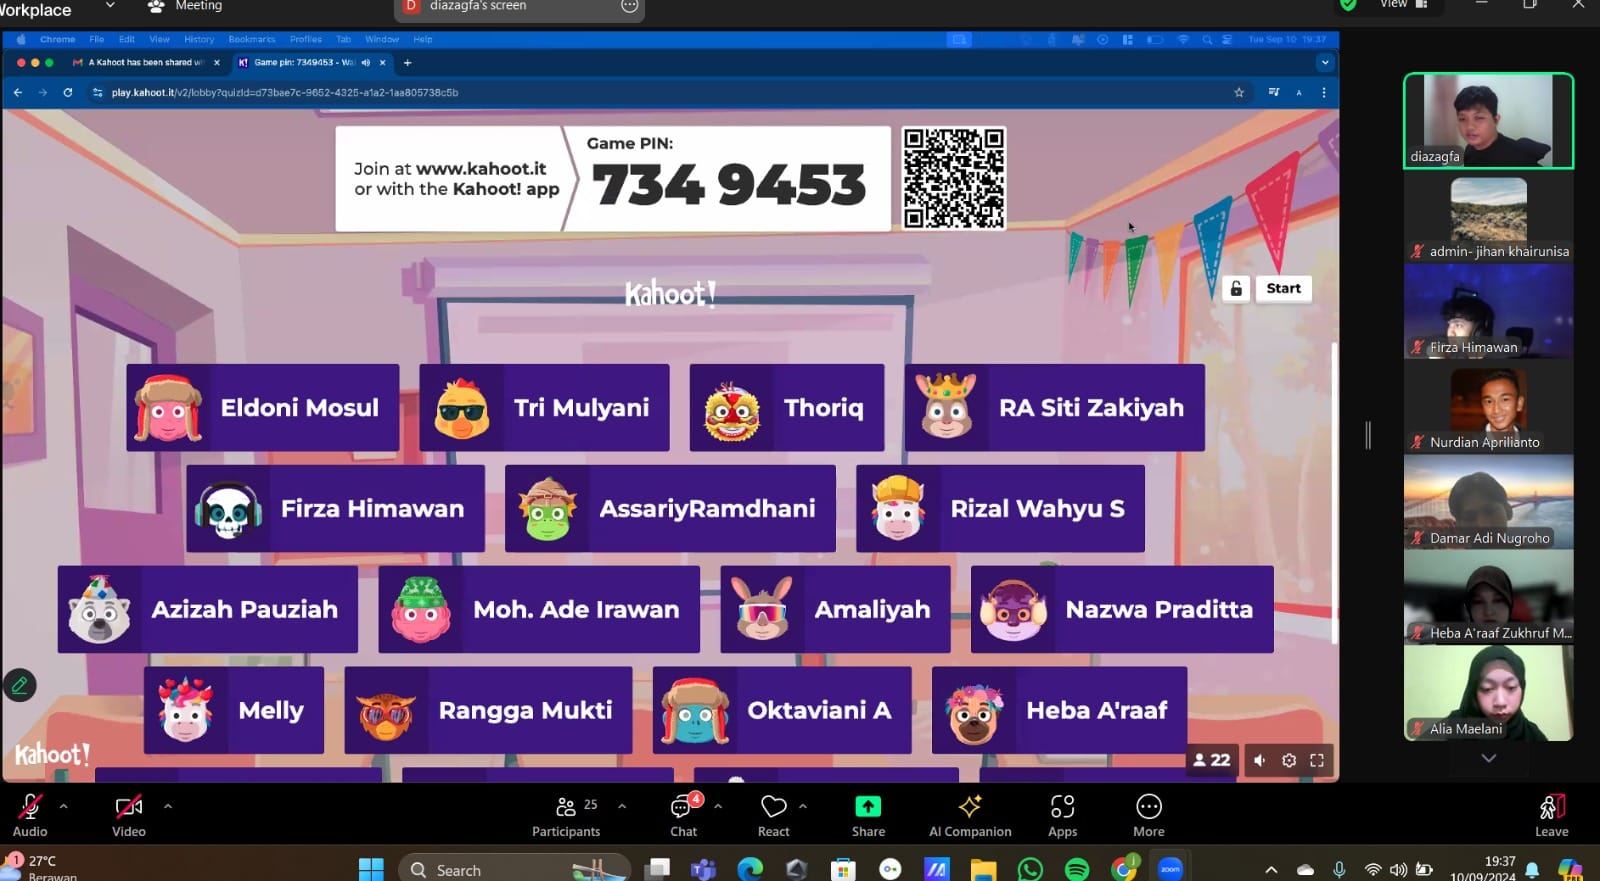 Workplace
Meeting
D diazagfa's screen
View
Chrome File Edit View History Bookmarks Profiles Tab Window Help
Tue Sep 10 19:37
A Kahoot has been shared wi
K! Game pin: 7349453 - Wa
play.kahoot.it/v2/lobby?quizId=d73bae7c-9652-4325-a1a2-1aa805738c5b
A
Join at www.kahoot.it
or with the Kahoot! app
Game PIN:
734 9453
Start
Kahoot!
Eldoni Mosul
Tri Mulyani
Thoriq
RA Siti Zakiyah
Firza Himawan
AssariyRamdhani
Rizal Wahyu S
Azizah Pauziah
Moh. Ade Irawan
Amaliyah
Nazwa Praditta
Melly
Rangga Mukti
Oktaviani A
Heba A'raaf
Kahoot!
22
diazagfa
admin- jihan khairunisa
Firza Himawan
Nurdian Aprilianto
Damar Adi Nugroho
Heba A'raaf Zukhruf M...
Alia Maelani
Audio
Video
25
Participants
4
Chat
React
Share
AI Companion
Apps
More
Leave
1
27°C
Berawan
Search
j
zoom
19:37
10/09/2024
PRE